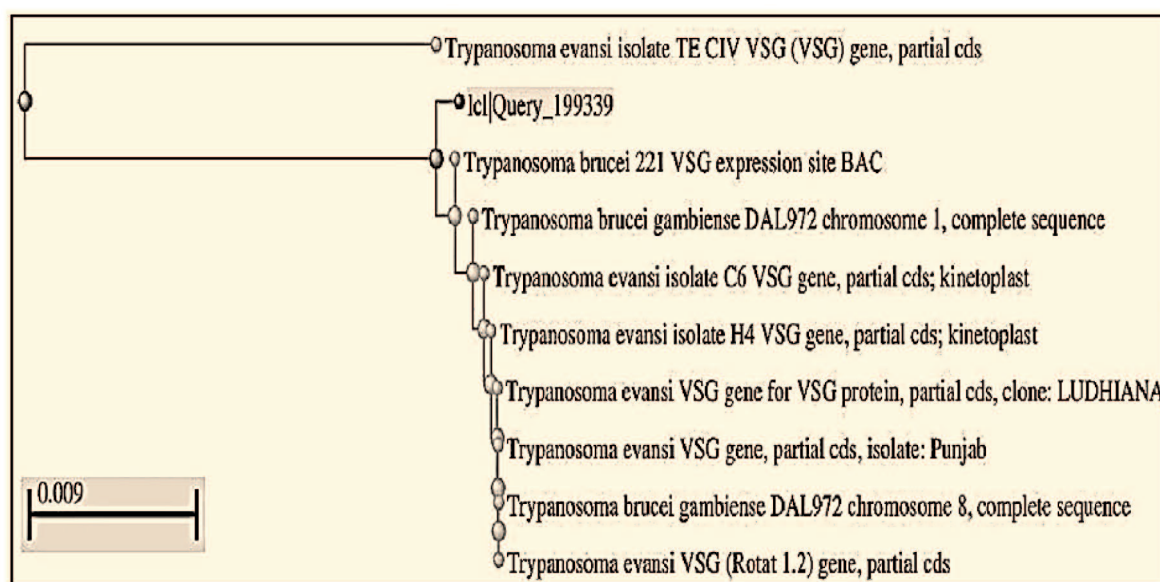 Trypanosoma evansi isolate TE CIV VSG (VSG) gene, partial cds
lcl|Query_199339
Trypanosoma brucei 221 VSG expression site BAC
Trypanosoma brucei gambiense DAL972 chromosome 1, complete sequence
Trypanosoma evansi isolate C6 VSG gene, partial cds; kinetoplast
Trypanosoma evansi isolate H4 VSG gene, partial cds; kinetoplast
Trypanosoma evansi VSG gene for VSG protein, partial cds, clone: LUDHIANA
Trypanosoma evansi VSG gene, partial cds, isolate: Punjab
Trypanosoma brucei gambiense DAL972 chromosome 8, complete sequence
Trypanosoma evansi VSG (Rotat 1.2) gene, partial cds
0.009